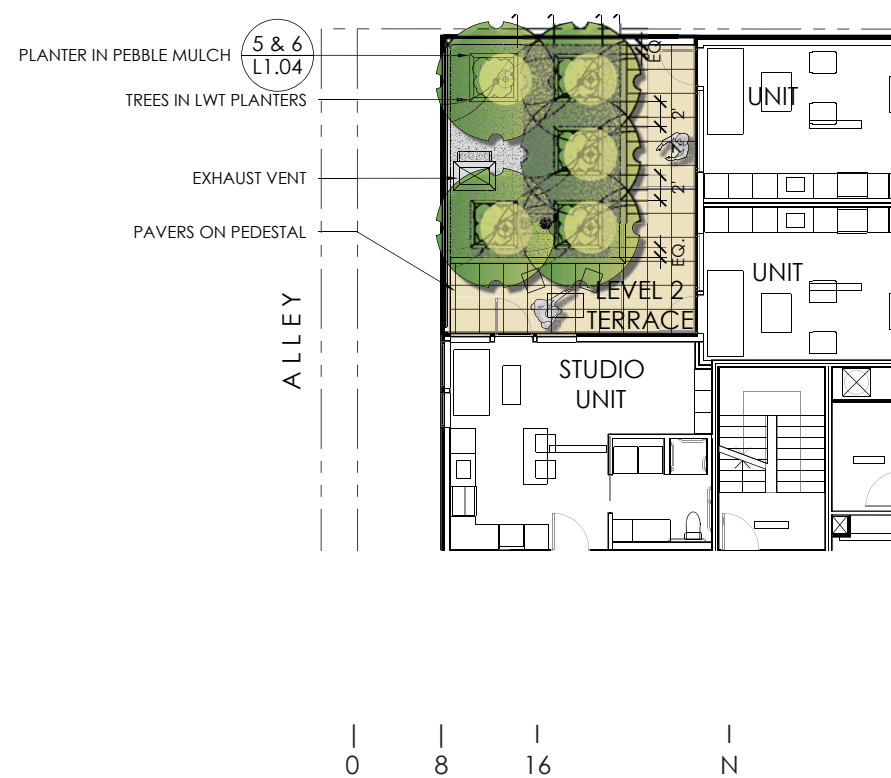 PLANTER IN PEBBLE MULCH
5 & 6
L1.04
TREES IN LWT PLANTERS
EXHAUST VENT
PAVERS ON PEDESTAL
ALLEY
EQ.
2'
2'
EQ.
LEVEL 2
TERRACE
UNIT
UNIT
STUDIO
UNIT
0 8 16 N